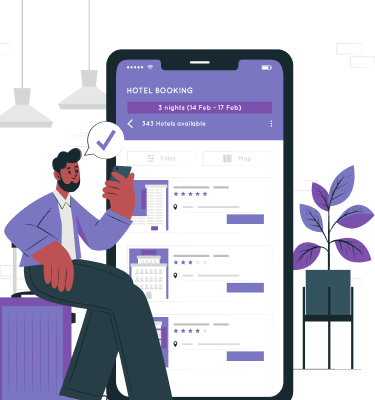 HOTEL BOOKING
3 nights (14 Feb - 17 Feb)
343 Hotels available
Filter
Map